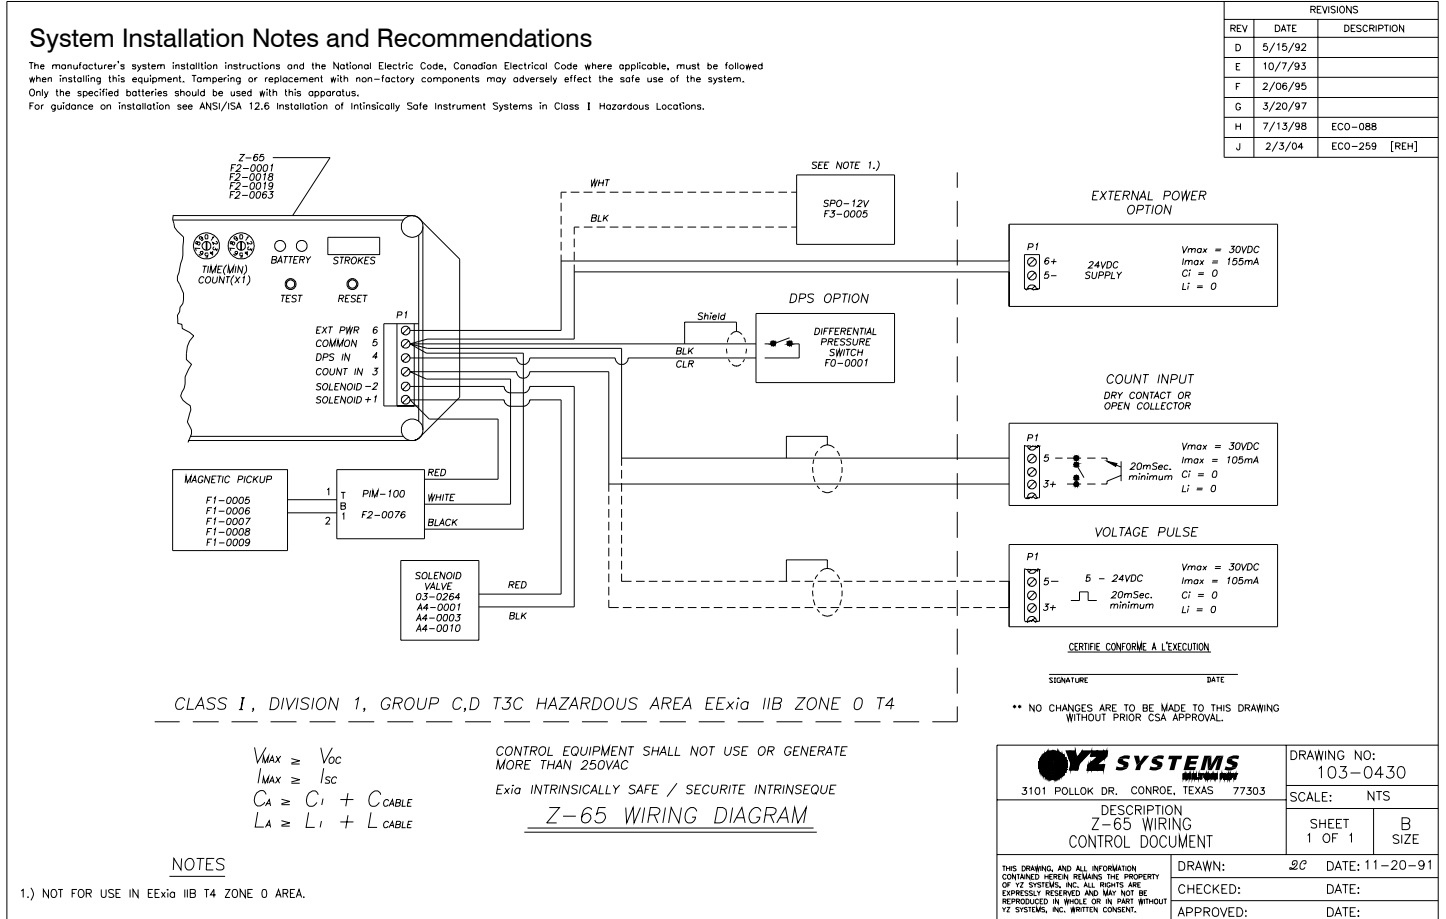 System Installation Notes and Recommendations
The manufacturer's system installtion instructions and the National Electric Code, Canadian Electrical Code where applicable, must be followed
when installing this equipment. Tampering or replacement with non-factory components may adversely effect the safe use of the system.
Only the specified batteries should be used with this apparatus.
For guidance on installation see ANSI/ISA 12.6 Installation of Intinsically Safe Instrument Systems in Class I Hazardous Locations.
REVISIONS
REV DATE DESCRIPTION
D 5/15/92
E 10/7/93
F 2/06/95
G 3/20/97
H 7/13/98 ECO-088
J 2/3/04 ECO-259 [REH]
Z-65
F2-0001
F2-0018
F2-0019
F2-0063
TIME(MIN)
COUNT(X1)
BATTERY
STROKES
TEST
RESET
P1
EXT PWR 6
COMMON 5
DPS IN 4
COUNT IN 3
SOLENOID -2
SOLENOID +1
WHT
BLK
SEE NOTE 1.)
SPO-12V
F3-0005
Shield
BLK
CLR
DPS OPTION
DIFFERENTIAL
PRESSURE
SWITCH
F0-0001
EXTERNAL POWER
OPTION
P1
6+
5-
24VDC
SUPPLY
Vmax = 30VDC
Imax = 155mA
Ci = 0
Li = 0
COUNT INPUT
DRY CONTACT OR
OPEN COLLECTOR
P1
5
3+
20mSec.
minimum
Vmax = 30VDC
Imax = 105mA
Ci = 0
Li = 0
VOLTAGE PULSE
P1
5-
3+
5 - 24VDC
20mSec.
minimum
Vmax = 30VDC
Imax = 105mA
Ci = 0
Li = 0
MAGNETIC PICKUP
F1-0005
F1-0006
F1-0007
F1-0008
F1-0009
1
2
T
B
1
PIM-100
F2-0076
RED
WHITE
BLACK
SOLENOID
VALVE
03-0264
A4-0001
A4-0003
A4-0010
RED
BLK
CERTIFIE CONFORME A L'EXECUTION
SIGNATURE DATE
** NO CHANGES ARE TO BE MADE TO THIS DRAWING
WITHOUT PRIOR CSA APPROVAL.
CLASS I, DIVISION 1, GROUP C,D T3C HAZARDOUS AREA EExia IIB ZONE 0 T4
VMAX ≥ VOC
IMAX ≥ ISC
CA ≥ CI + CCABLE
LA ≥ LI + LCABLE
CONTROL EQUIPMENT SHALL NOT USE OR GENERATE
MORE THAN 250VAC
Exia INTRINSICALLY SAFE / SECURITE INTRINSEQUE
Z-65 WIRING DIAGRAM
NOTES
1.) NOT FOR USE IN EExia IIB T4 ZONE 0 AREA.
YZ SYSTEMS
3101 POLLOK DR. CONROE, TEXAS 77303
DRAWING NO:
103-0430
SCALE: NTS
DESCRIPTION
Z-65 WIRING
CONTROL DOCUMENT
SHEET
1 OF 1
B
SIZE
THIS DRAWING, AND ALL INFORMATION
CONTAINED HEREIN REMAINS THE PROPERTY
OF YZ SYSTEMS, INC. ALL RIGHTS ARE
EXPRESSLY RESERVED AND MAY NOT BE
REPRODUCED IN WHOLE OR IN PART WITHOUT
YZ SYSTEMS, INC. WRITTEN CONSENT.
DRAWN: DATE: 11-20-91
CHECKED: DATE:
APPROVED: DATE: